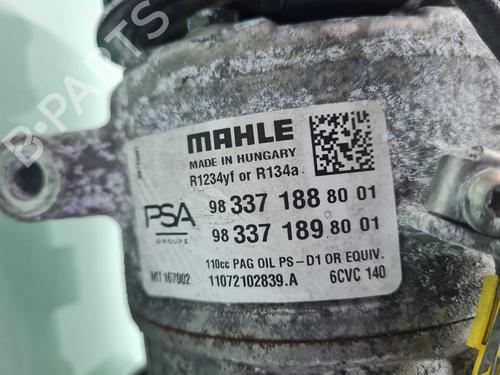 MAHLE
MADE IN HUNGARY
R1234yf or R134a
PSA
GROUPE
98 337 188 80 01
98 337 189 80 01
110cc PAG OIL PS-D1 OR EQUIV.
MT 167002
11072102839.A 6CVC 140